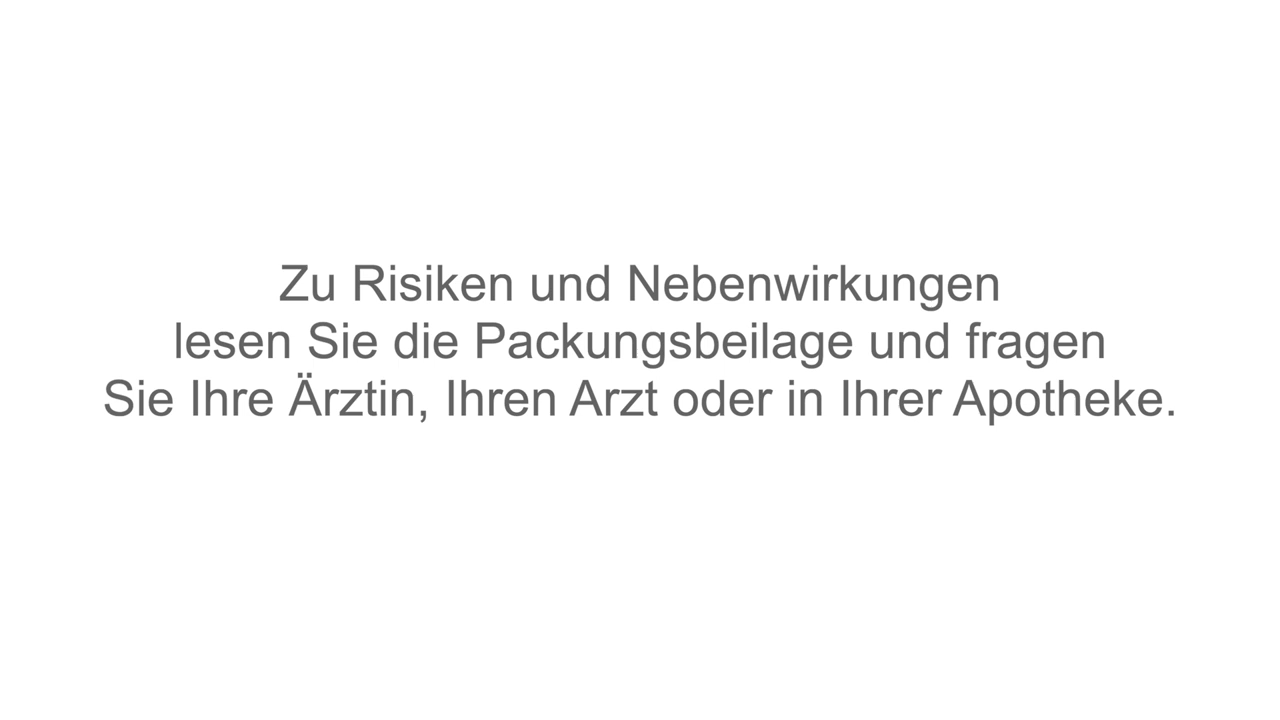 Zu Risiken und Nebenwirkungen
lesen Sie die Packungsbeilage und fragen
Sie Ihre Ärztin, Ihren Arzt oder in Ihrer Apotheke.